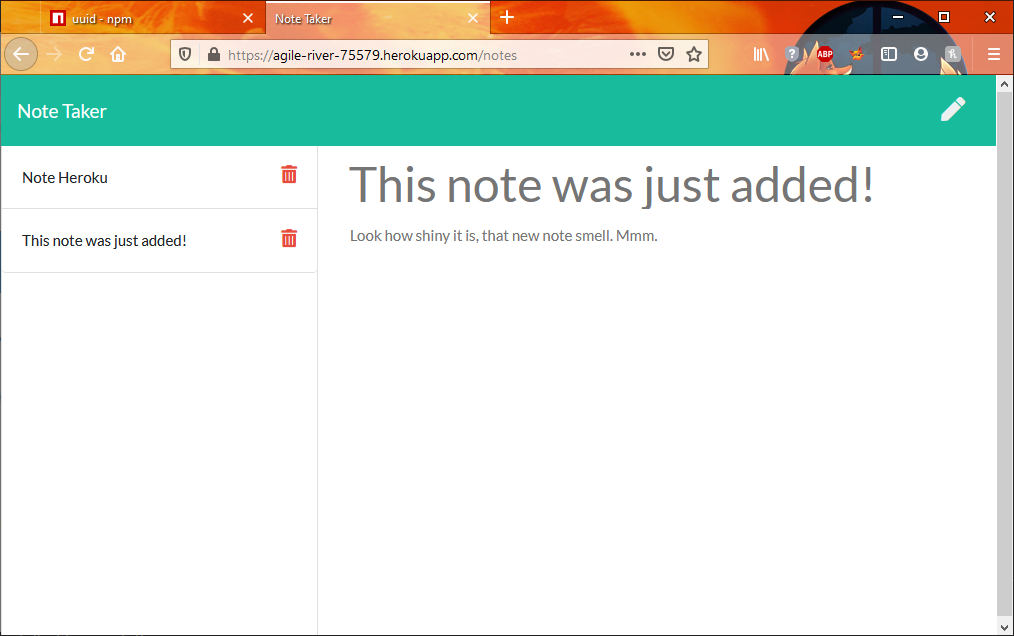 uuid - npm
Note Taker
https://agile-river-75579.herokuapp.com/notes
ABP
Note Taker
Note Heroku
This note was just added!
This note was just added!
Look how shiny it is, that new note smell. Mmm.